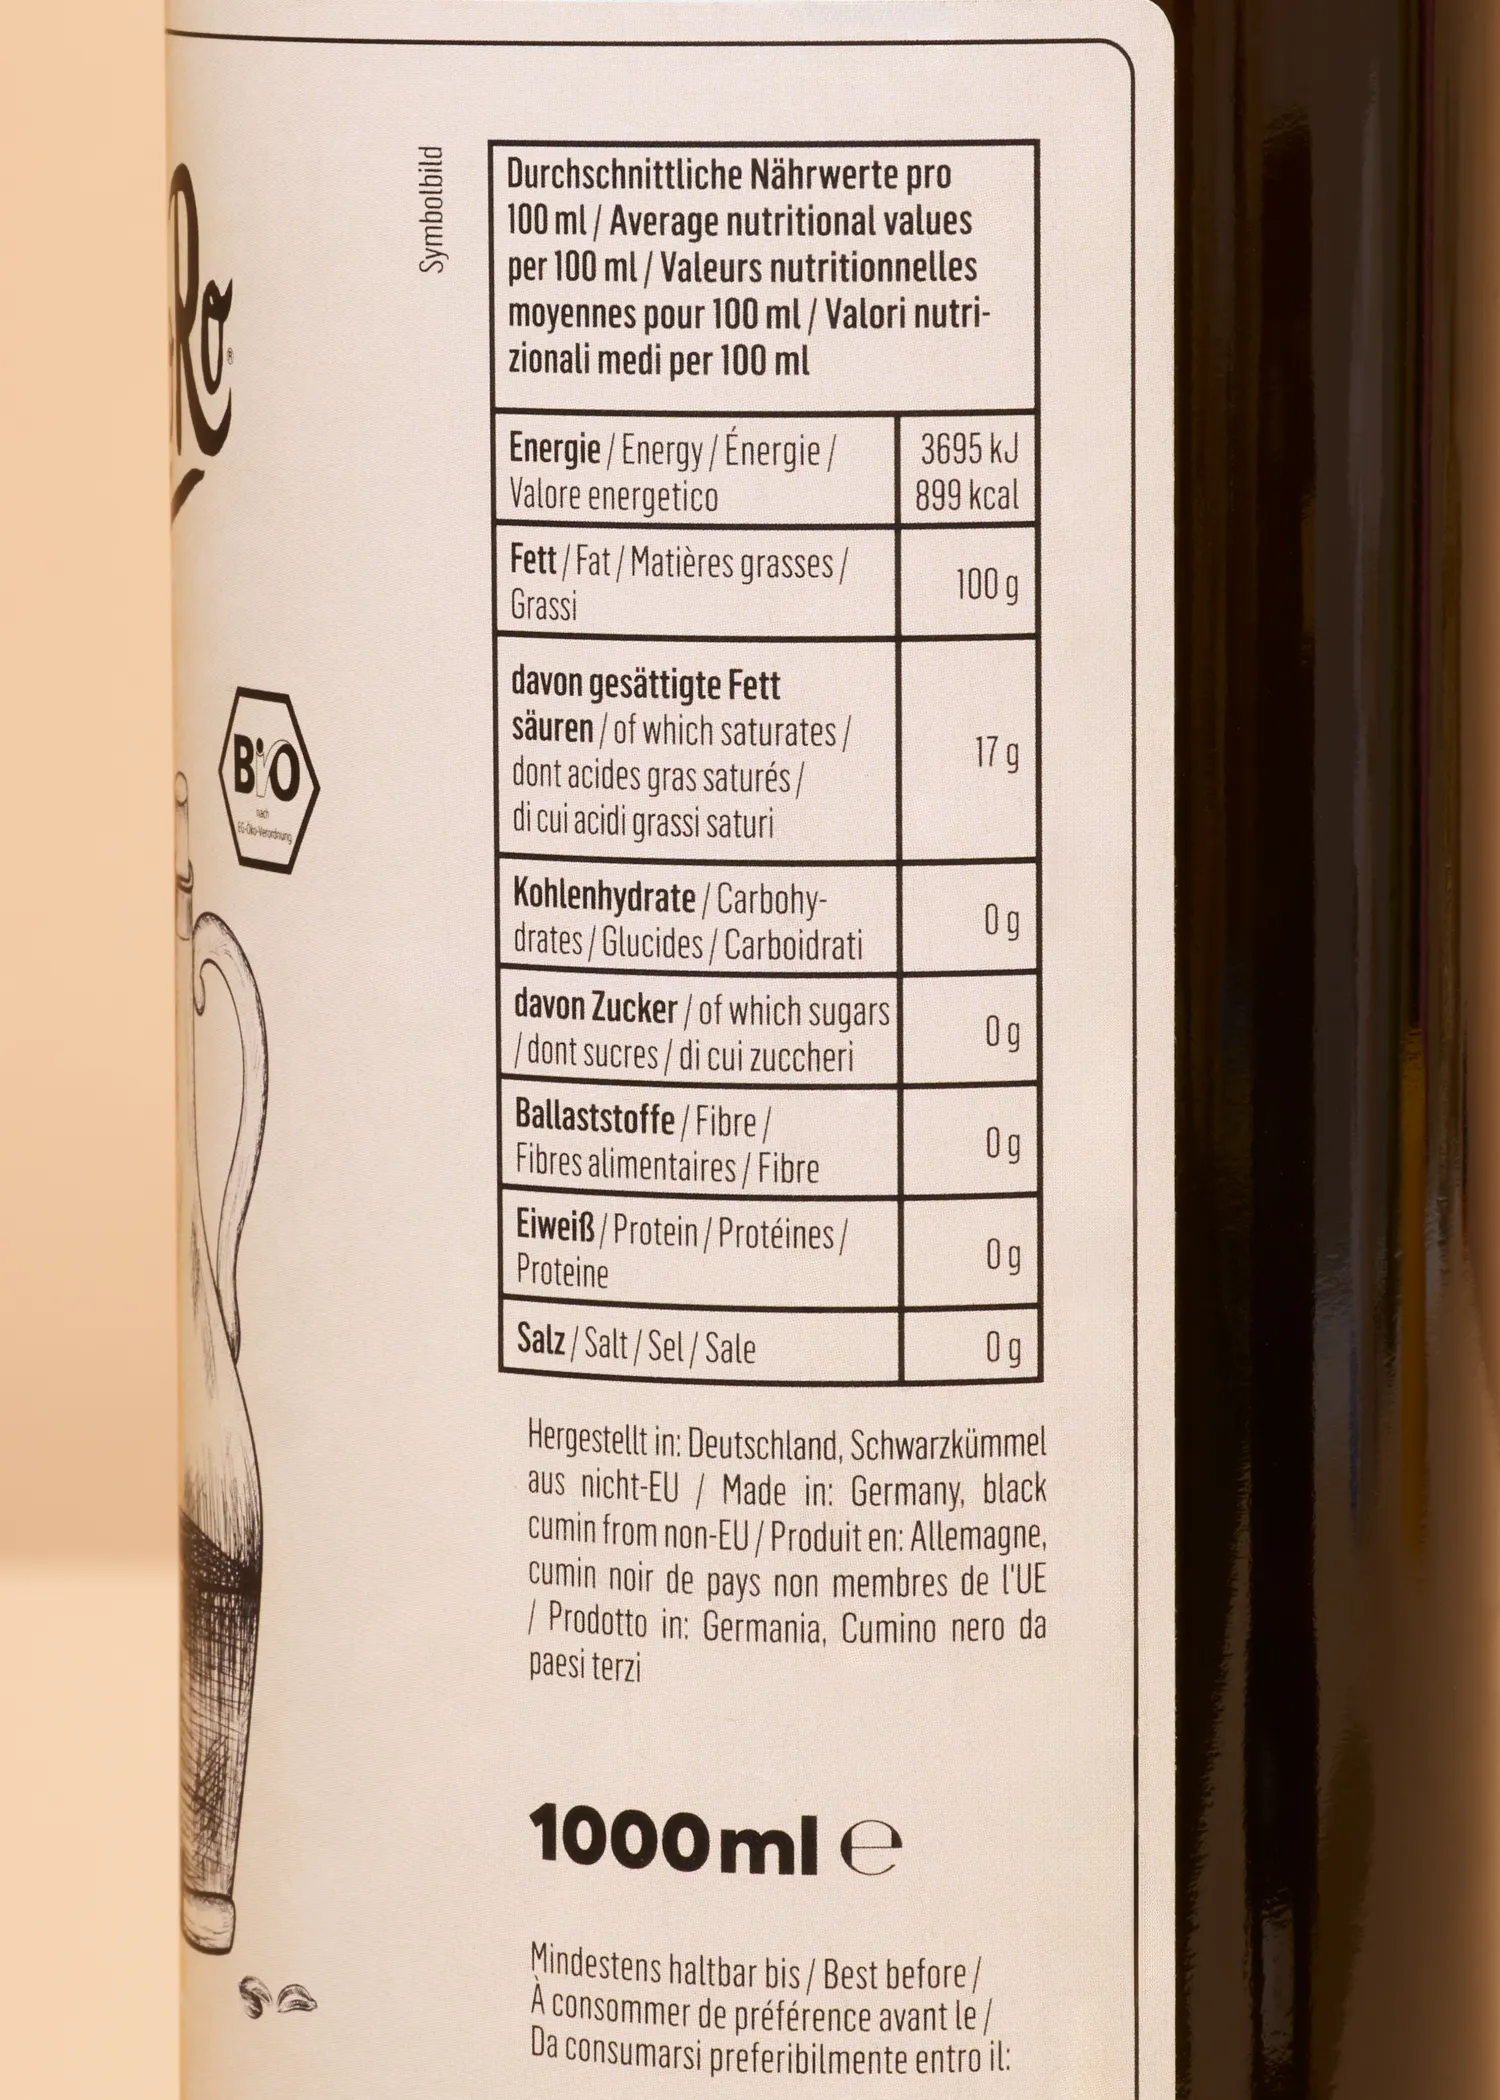 Ro
®
Symbolbild
BiO
nach
EG-Öko-Verordnung
Durchschnittliche Nährwerte pro
100 ml / Average nutritional values
per 100 ml / Valeurs nutritionnelles
moyennes pour 100 ml / Valori nutri-
zionali medi per 100 ml
Energie / Energy / Énergie /
Valore energetico
3695 kJ
899 kcal
Fett / Fat / Matières grasses /
Grassi
100 g
davon gesättigte Fett
säuren / of which saturates /
dont acides gras saturés /
di cui acidi grassi saturi
17 g
Kohlenhydrate / Carbohy-
drates / Glucides / Carboidrati
0 g
davon Zucker / of which sugars
/ dont sucres / di cui zuccheri
0 g
Ballaststoffe / Fibre /
Fibres alimentaires / Fibre
0 g
Eiweiß / Protein / Protéines /
Proteine
0 g
Salz / Salt / Sel / Sale
0 g
Hergestellt in: Deutschland, Schwarzkümmel
aus nicht-EU / Made in: Germany, black
cumin from non-EU / Produit en: Allemagne,
cumin noir de pays non membres de l'UE
/ Prodotto in: Germania, Cumino nero da
paesi terzi
1000 ml ℮
Mindestens haltbar bis / Best before /
À consommer de préférence avant le /
Da consumarsi preferibilmente entro il: